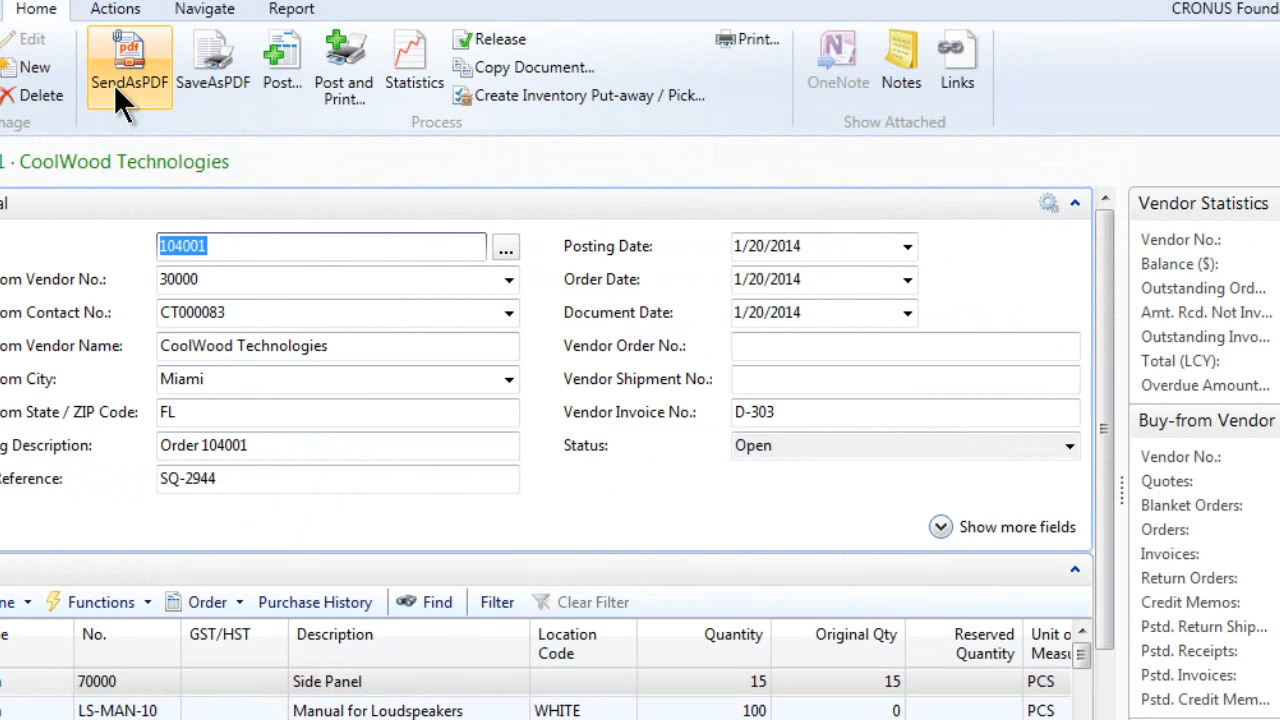 Home Actions Navigate Report CRONUS Found
Edit
New
Delete
nage
pdf
SendAsPDF
SaveAsPDF
Post...
Post and
Print...
Statistics
Release
Copy Document...
Create Inventory Put-away / Pick...
Print...
Process
N
OneNote
Notes
Links
Show Attached
1 · CoolWood Technologies
al
104001 ...
om Vendor No.: 30000
om Contact No.: CT000083
om Vendor Name: CoolWood Technologies
om City: Miami
om State / ZIP Code: FL
g Description: Order 104001
Reference: SQ-2944
Posting Date: 1/20/2014
Order Date: 1/20/2014
Document Date: 1/20/2014
Vendor Order No.:
Vendor Shipment No.:
Vendor Invoice No.: D-303
Status: Open
Show more fields
ne Functions Order Purchase History Find Filter Clear Filter
e No. GST/HST Description Location Code Quantity Original Qty Reserved Quantity Unit o Measu
70000 Side Panel 15 15 PCS
LS-MAN-10 Manual for Loudspeakers WHITE 100 0 PCS
Vendor Statistics
Vendor No.:
Balance ($):
Outstanding Ord...
Amt. Rcd. Not Inv...
Outstanding Invo...
Total (LCY):
Overdue Amount...
Buy-from Vendor
Vendor No.:
Quotes:
Blanket Orders:
Orders:
Invoices:
Return Orders:
Credit Memos:
Pstd. Return Ship...
Pstd. Receipts:
Pstd. Invoices:
Pstd. Credit Mem...